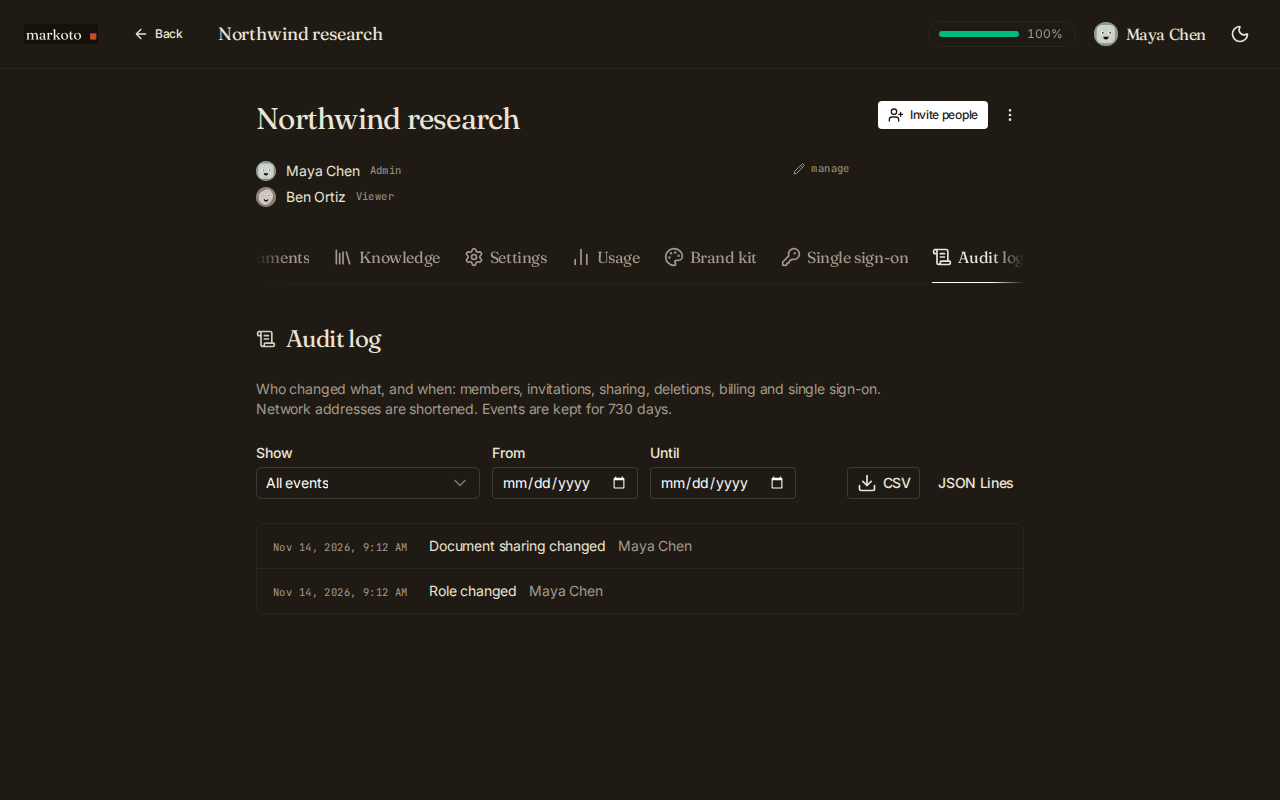 markoto
Back
Northwind research
100%
Maya Chen
Northwind research
Invite people
Maya Chen Admin
manage
Ben Ortiz Viewer
uments Knowledge Settings Usage Brand kit Single sign-on Audit log
Audit log
Who changed what, and when: members, invitations, sharing, deletions, billing and single sign-on.
Network addresses are shortened. Events are kept for 730 days.
Show From Until
All events mm/dd/yyyy mm/dd/yyyy CSV JSON Lines
Nov 14, 2026, 9:12 AM Document sharing changed Maya Chen
Nov 14, 2026, 9:12 AM Role changed Maya Chen